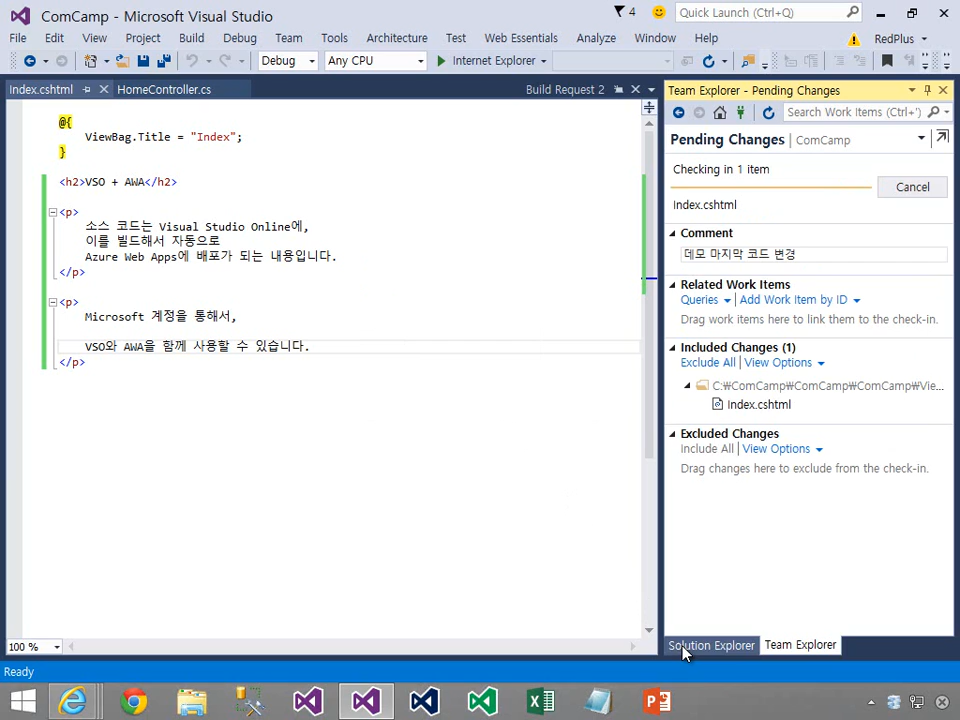 ComCamp - Microsoft Visual Studio
4
Quick Launch (Ctrl+Q)
File Edit View Project Build Debug Team Tools Architecture Test Web Essentials Analyze Window Help
RedPlus
Debug
Any CPU
Internet Explorer
Index.cshtml
HomeController.cs
Build Request 2
@{
ViewBag.Title = "Index";
}
<h2>VSO + AWA</h2>
<p>
소스 코드는 Visual Studio Online에,
이를 빌드해서 자동으로
Azure Web Apps에 배포가 되는 내용입니다.
</p>
<p>
Microsoft 계정을 통해서,
VSO와 AWA을 함께 사용할 수 있습니다.
</p>
100 %
Team Explorer - Pending Changes
Search Work Items (Ctrl+')
Pending Changes | ComCamp
Checking in 1 item
Cancel
Index.cshtml
Comment
데모 마지막 코드 변경
Related Work Items
Queries | Add Work Item by ID
Drag work items here to link them to the check-in.
Included Changes (1)
Exclude All | View Options
C:₩ComCamp₩ComCamp₩ComCamp₩Vie...
Index.cshtml
Excluded Changes
Include All | View Options
Drag changes here to exclude from the check-in.
Solution Explorer
Team Explorer
Ready